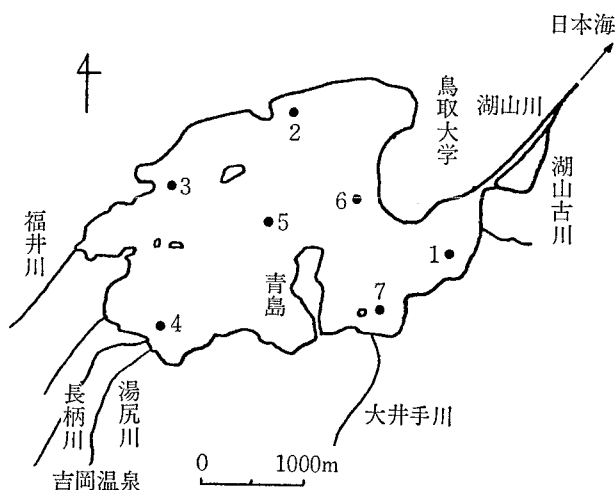 日本海
鳥取大学
湖山川
湖山古川
2
3
6
5
1
福井川
青島
7
4
長柄川
湯尻川
大井手川
吉岡温泉
0 1000m